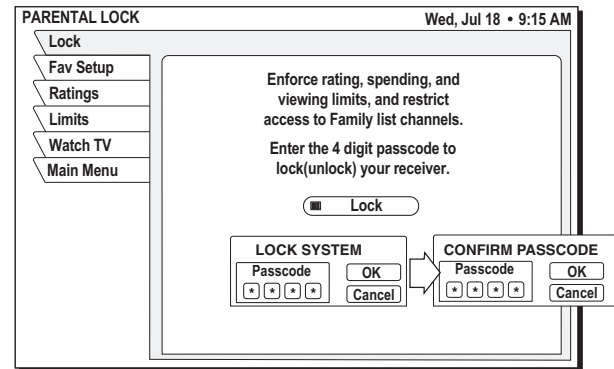 PARENTAL LOCK
Wed, Jul 18 • 9:15 AM
Lock
Fav Setup
Ratings
Limits
Watch TV
Main Menu
Enforce rating, spending, and
viewing limits, and restrict
access to Family list channels.
Enter the 4 digit passcode to
lock(unlock) your receiver.
Lock
LOCK SYSTEM
Passcode
* * * *
OK
Cancel
CONFIRM PASSCODE
Passcode
* * * *
OK
Cancel